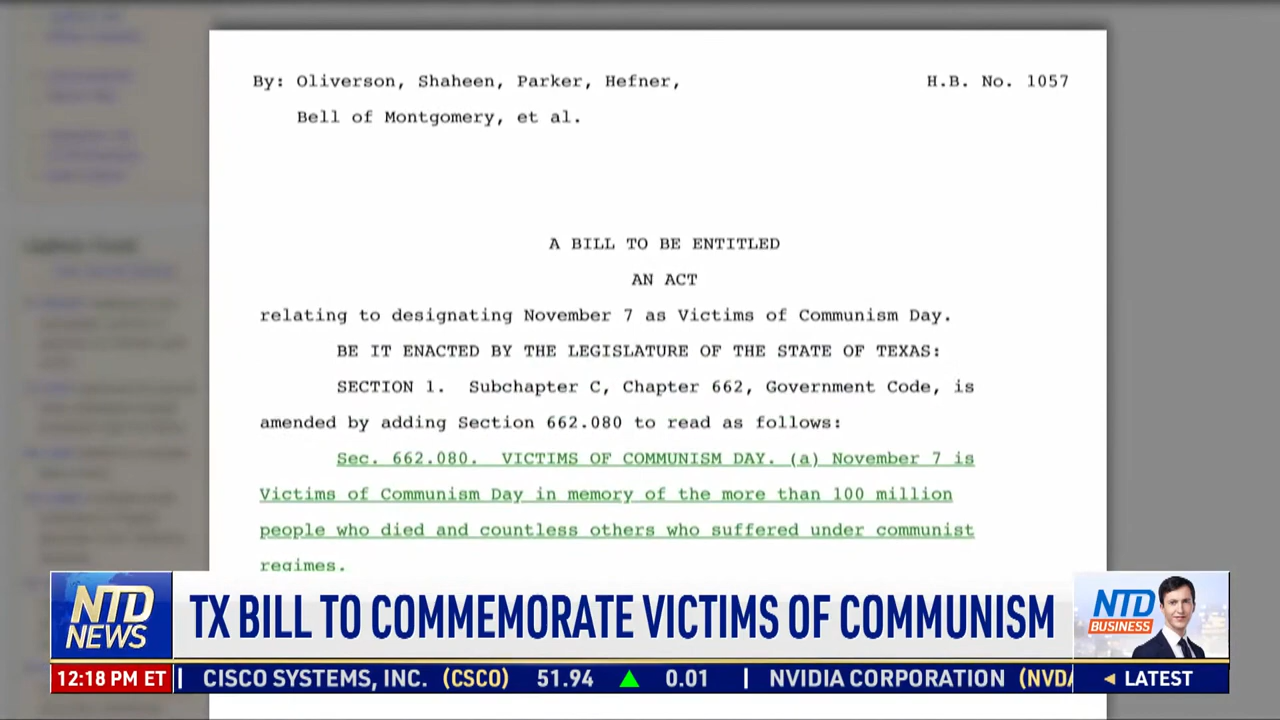 By: Oliverson, Shaheen, Parker, Hefner,
H.B. No. 1057
Bell of Montgomery, et al.
A BILL TO BE ENTITLED
AN ACT
relating to designating November 7 as Victims of Communism Day.
BE IT ENACTED BY THE LEGISLATURE OF THE STATE OF TEXAS:
SECTION 1. Subchapter C, Chapter 662, Government Code, is
amended by adding Section 662.080 to read as follows:
Sec. 662.080. VICTIMS OF COMMUNISM DAY. (a) November 7 is
Victims of Communism Day in memory of the more than 100 million
people who died and countless others who suffered under communist
regimes.
NTD
NEWS
TX BILL TO COMMEMORATE VICTIMS OF COMMUNISM
NTD
BUSINESS
12:18 PM ET
CISCO SYSTEMS, INC. (CSCO) 51.94 ▲ 0.01 | NVIDIA CORPORATION (NVDA
◄ LATEST